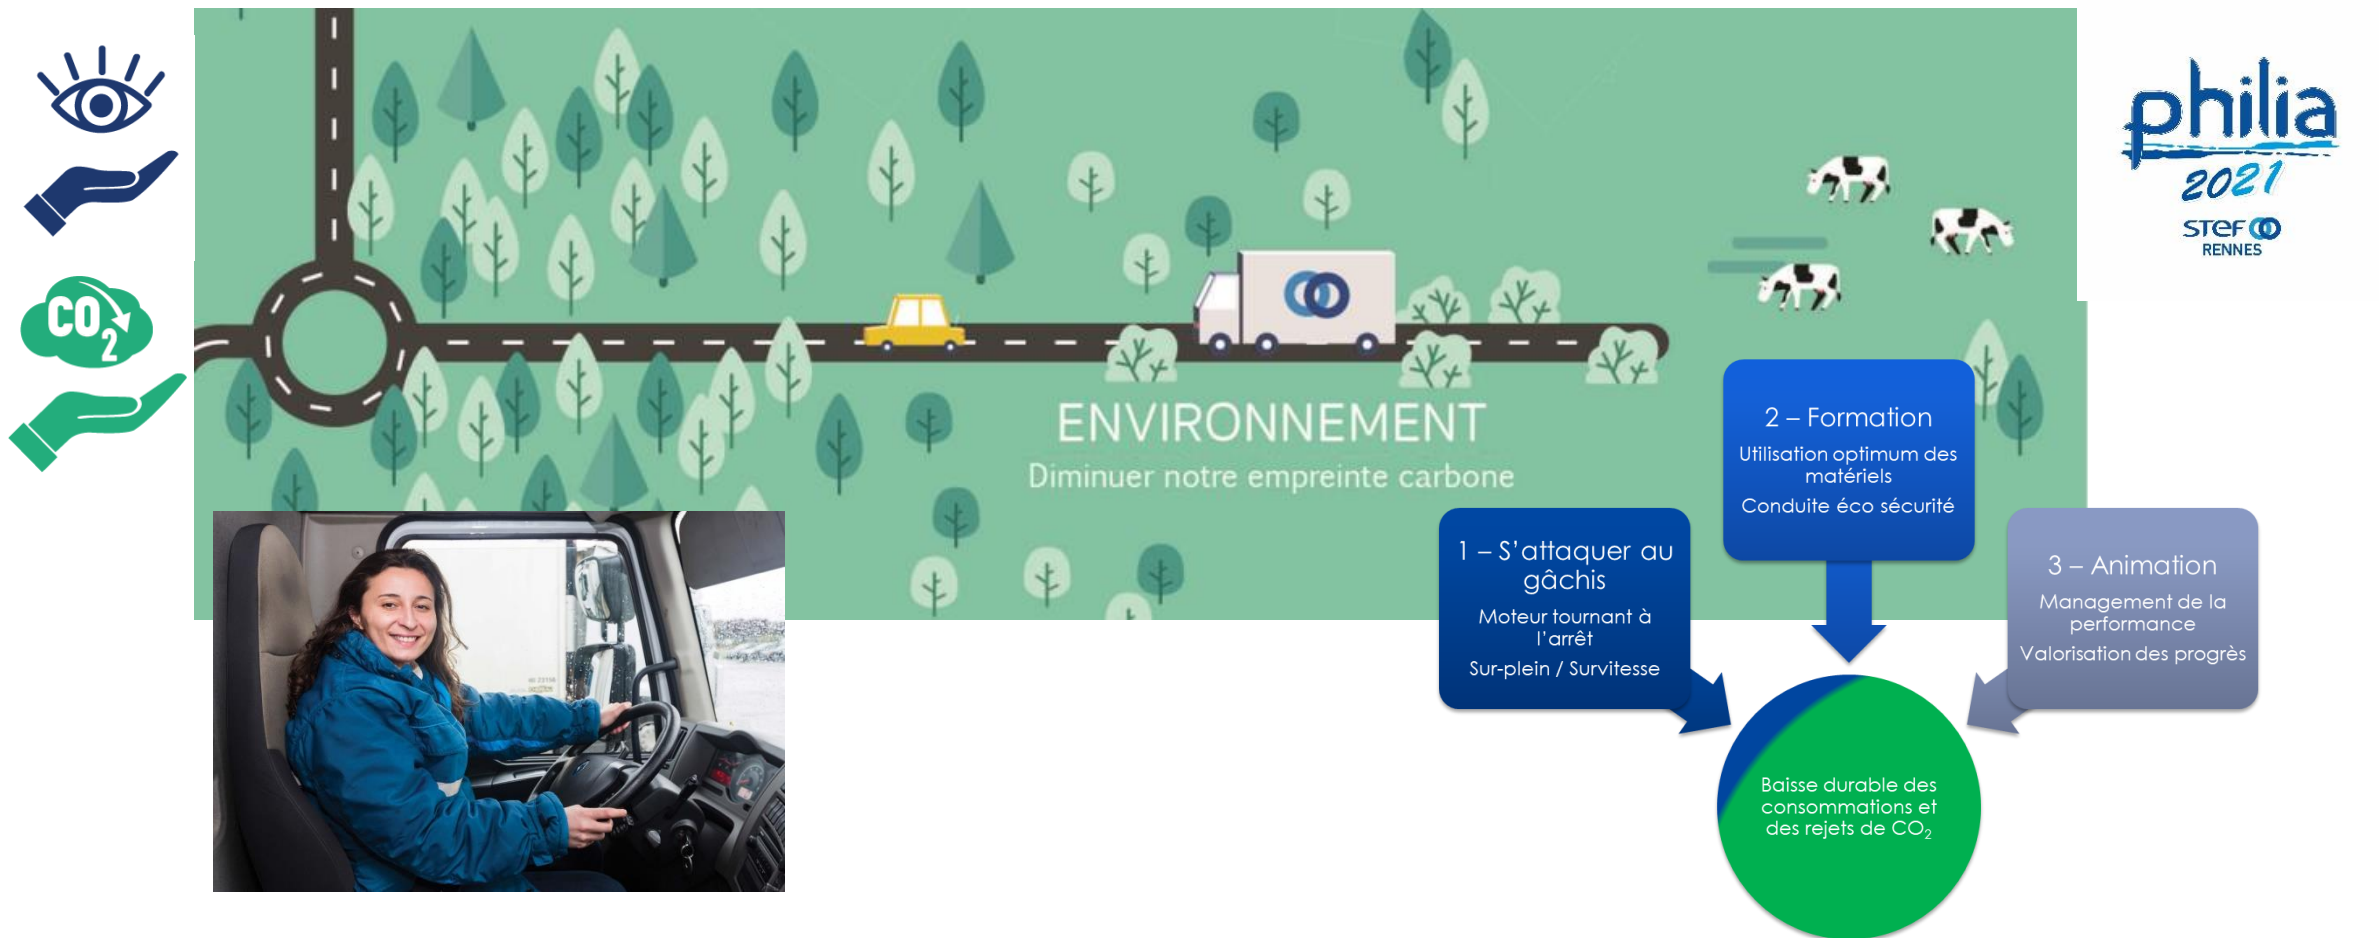 philia
2021
STEF
RENNES
CO2
ENVIRONNEMENT
Diminuer notre empreinte carbone
1 – S'attaquer au
gâchis
Moteur tournant à
l'arrêt
Sur-plein / Survitesse
2 – Formation
Utilisation optimum des
matériels
Conduite éco sécurité
3 – Animation
Management de la
performance
Valorisation des progrès
Baisse durable des
consommations et
des rejets de CO₂